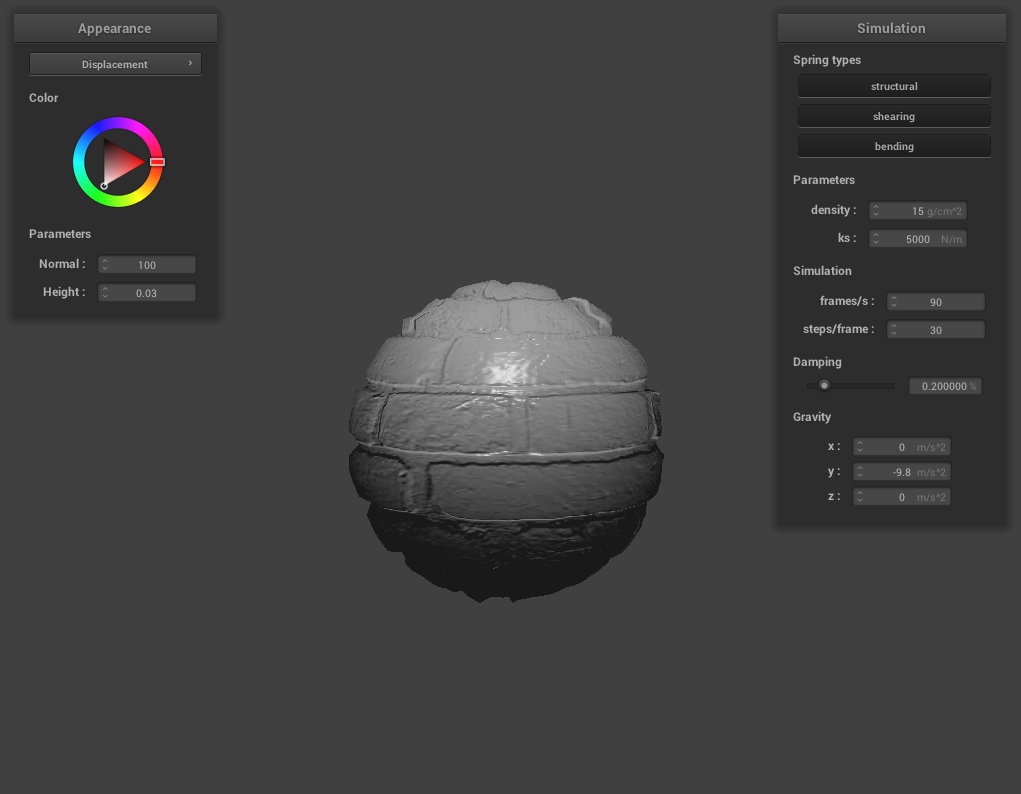 Appearance
Displacement
Color
Parameters
Normal : 100
Height : 0.03
Simulation
Spring types
structural
shearing
bending
Parameters
density : 15 g/cm^2
ks : 5000 N/m
Simulation
frames/s : 90
steps/frame : 30
Damping
0.200000 %
Gravity
x : 0 m/s^2
y : -9.8 m/s^2
z : 0 m/s^2